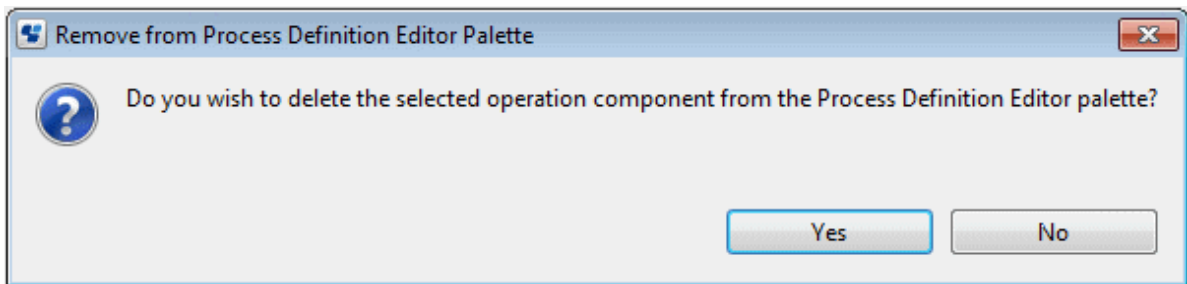 Remove from Process Definition Editor Palette
Do you wish to delete the selected operation component from the Process Definition Editor palette?
Yes
No